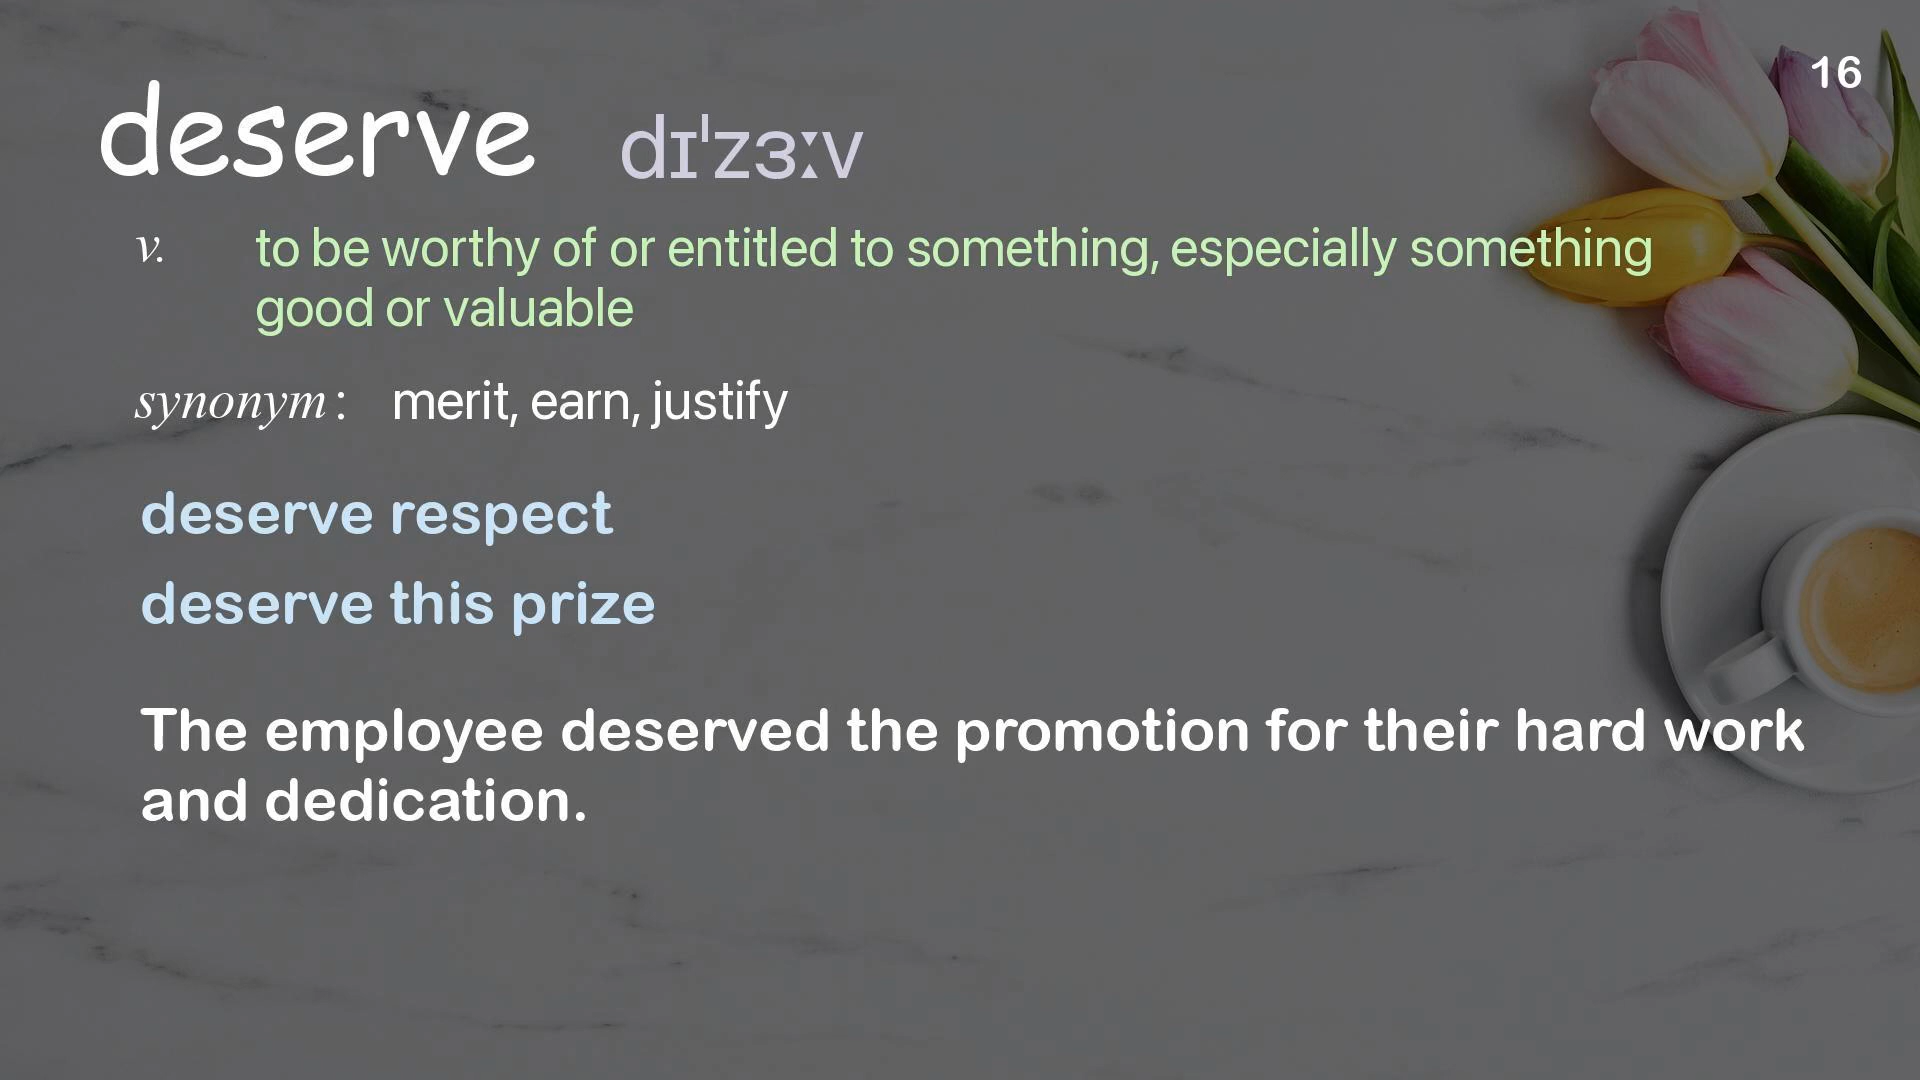 16
deserve dɪˈzɜːv
v. to be worthy of or entitled to something, especially something
good or valuable
synonym : merit, earn, justify
deserve respect
deserve this prize
The employee deserved the promotion for their hard work
and dedication.